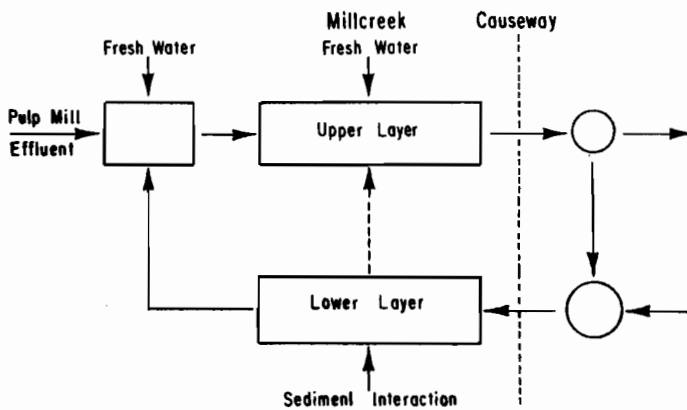 Millcreek
Causeway
Fresh Water
Fresh Water
Pulp Mill
Effluent
Upper Layer
Lower Layer
Sediment Interaction